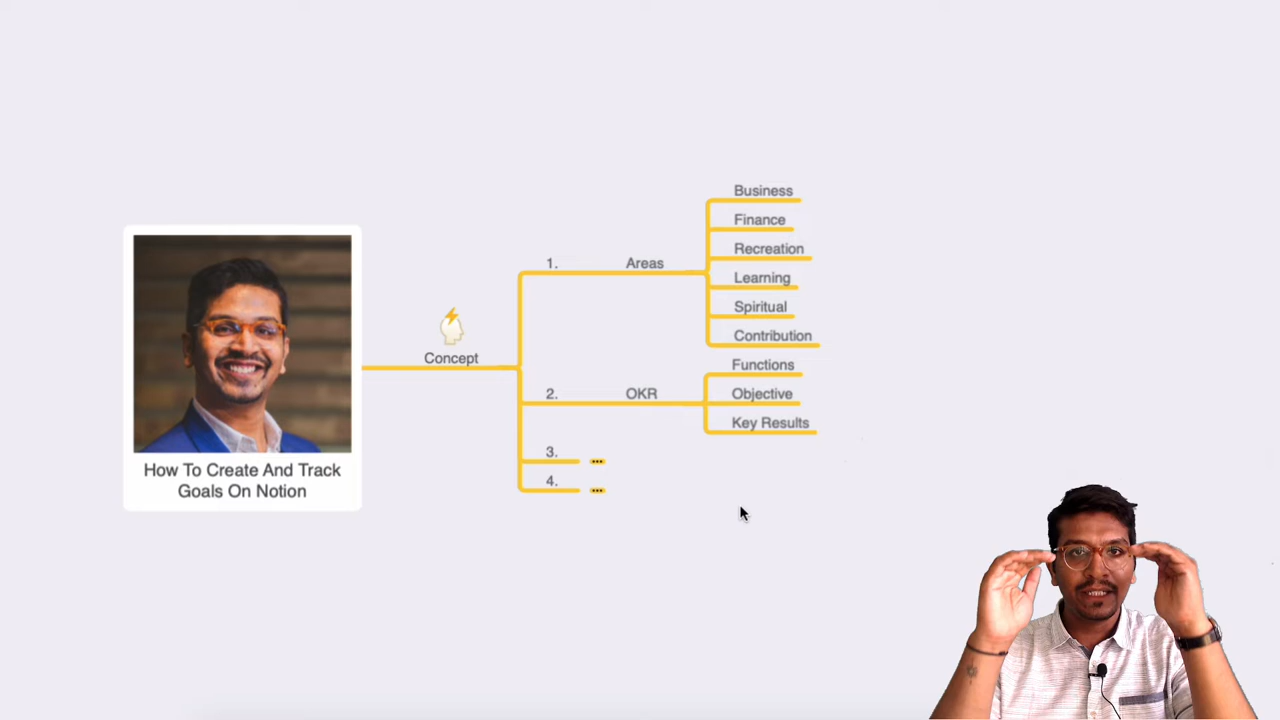 Business
Finance
1. Areas
Recreation
Learning
Spiritual
Contribution
Concept
2. OKR
Functions
Objective
Key Results
3.
4.
How To Create And Track
Goals On Notion